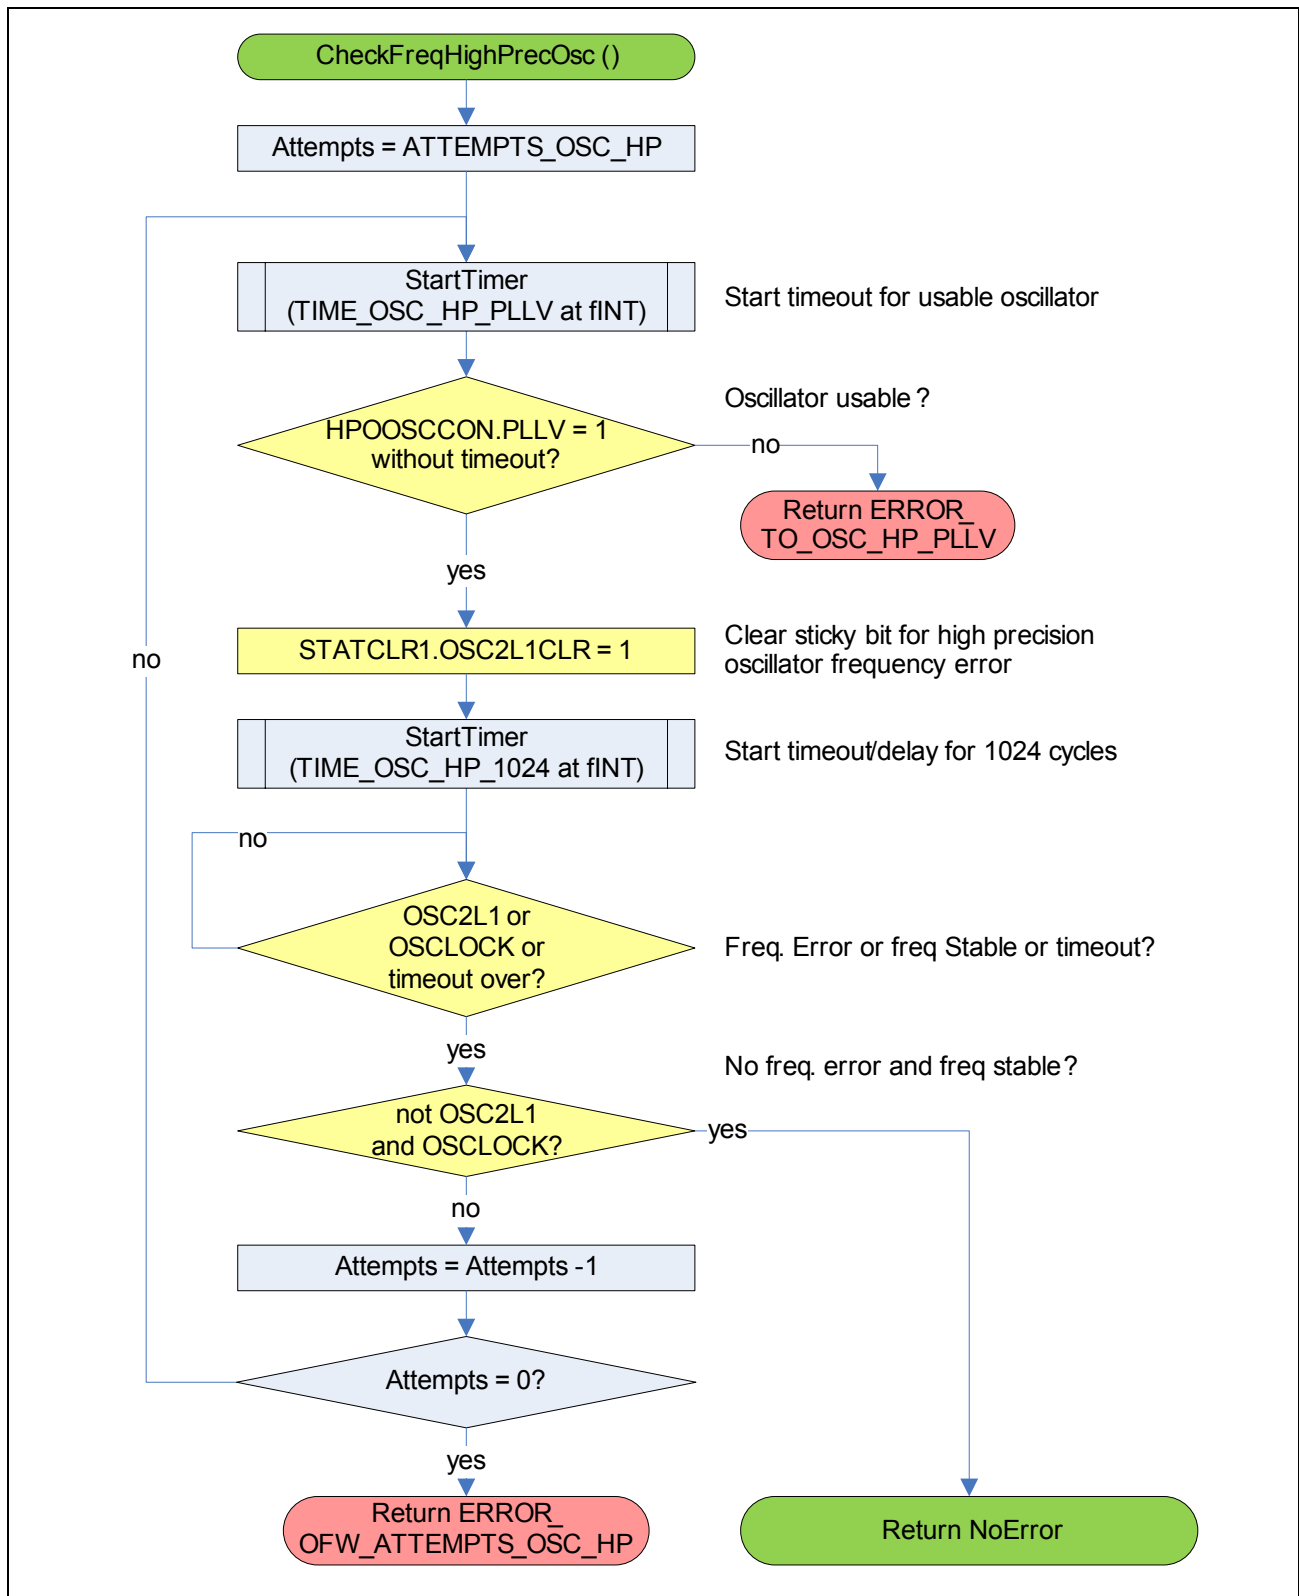 CheckFreqHighPrecOsc ()
Attempts = ATTEMPTS_OSC_HP
StartTimer
(TIME_OSC_HP_PLLV at fINT)
Start timeout for usable oscillator
Oscillator usable ?
HPOOSCCON.PLLV = 1
without timeout?
no
Return ERROR_
TO_OSC_HP_PLLV
yes
STATCLR1.OSC2L1CLR = 1
Clear sticky bit for high precision
oscillator frequency error
no
StartTimer
(TIME_OSC_HP_1024 at fINT)
Start timeout/delay for 1024 cycles
no
OSC2L1 or
OSCLOCK or
timeout over?
Freq. Error or freq Stable or timeout?
yes
No freq. error and freq stable ?
not OSC2L1
and OSCLOCK?
yes
no
Attempts = Attempts -1
Attempts = 0?
yes
Return ERROR_
OFW_ATTEMPTS_OSC_HP
Return NoError